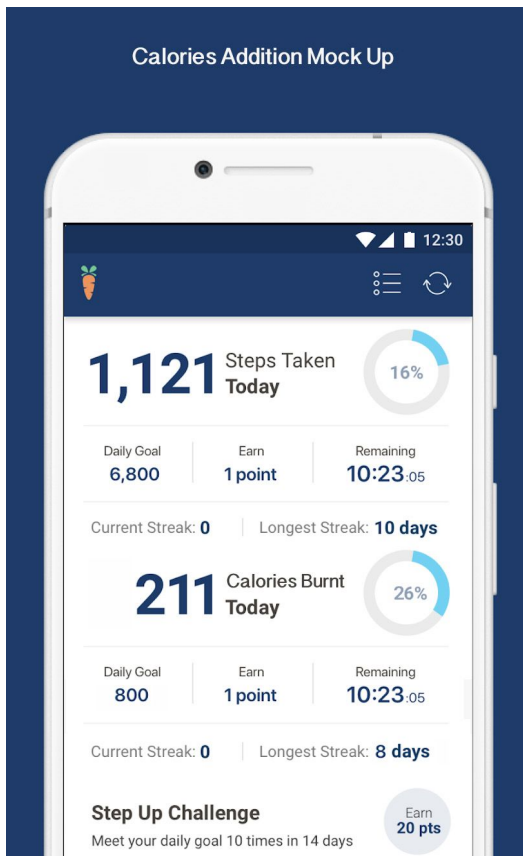 Calories Addition Mock Up
12:30
1,121 Steps Taken
Today
16%
Daily Goal Earn Remaining
6,800 1 point 10:23:05
Current Streak: 0 Longest Streak: 10 days
211 Calories Burnt
Today
26%
Daily Goal Earn Remaining
800 1 point 10:23:05
Current Streak: 0 Longest Streak: 8 days
Step Up Challenge
Meet your daily goal 10 times in 14 days
Earn
20 pts